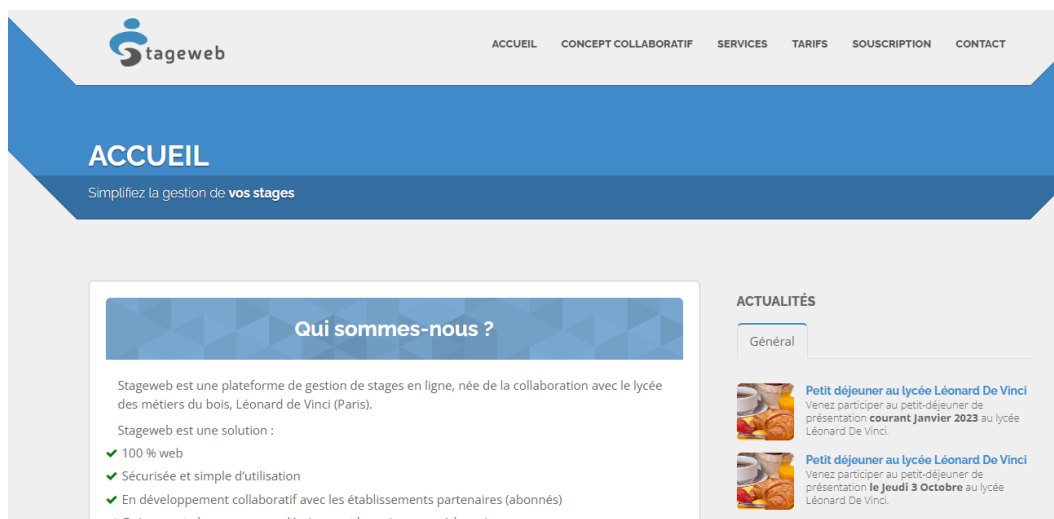 Stageweb
ACCUEIL CONCEPT COLLABORATIF SERVICES TARIFS SOUSCRIPTION CONTACT
ACCUEIL
Simplifiez la gestion de vos stages
Qui sommes-nous ?
Stageweb est une plateforme de gestion de stages en ligne, née de la collaboration avec le lycée
des métiers du bois, Léonard de Vinci (Paris).
Stageweb est une solution :
100 % web
Sécurisée et simple d'utilisation
En développement collaboratif avec les établissements partenaires (abonnés)
ACTUALITÉS
Général
Petit déjeuner au lycée Léonard De Vinci
Venez participer au petit-déjeuner de
présentation courant Janvier 2023 au lycée
Léonard De Vinci.
Petit déjeuner au lycée Léonard De Vinci
Venez participer au petit-déjeuner de
présentation le Jeudi 3 Octobre au lycée
Léonard De Vinci.